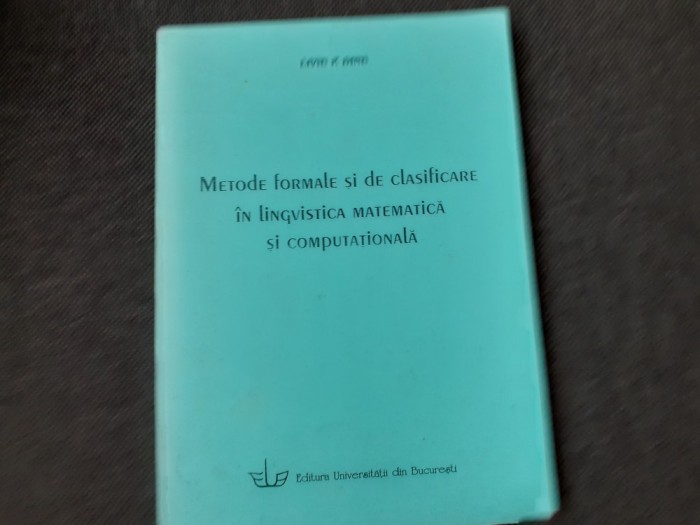 Metode formale și de clasificare
în lingvistica matematică
și computațională
Editura Universității din București